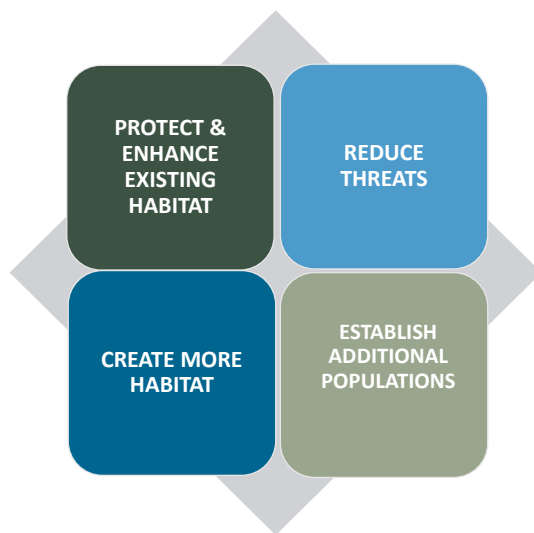 PROTECT &
ENHANCE
EXISTING
HABITAT
REDUCE
THREATS
CREATE MORE
HABITAT
ESTABLISH
ADDITIONAL
POPULATIONS